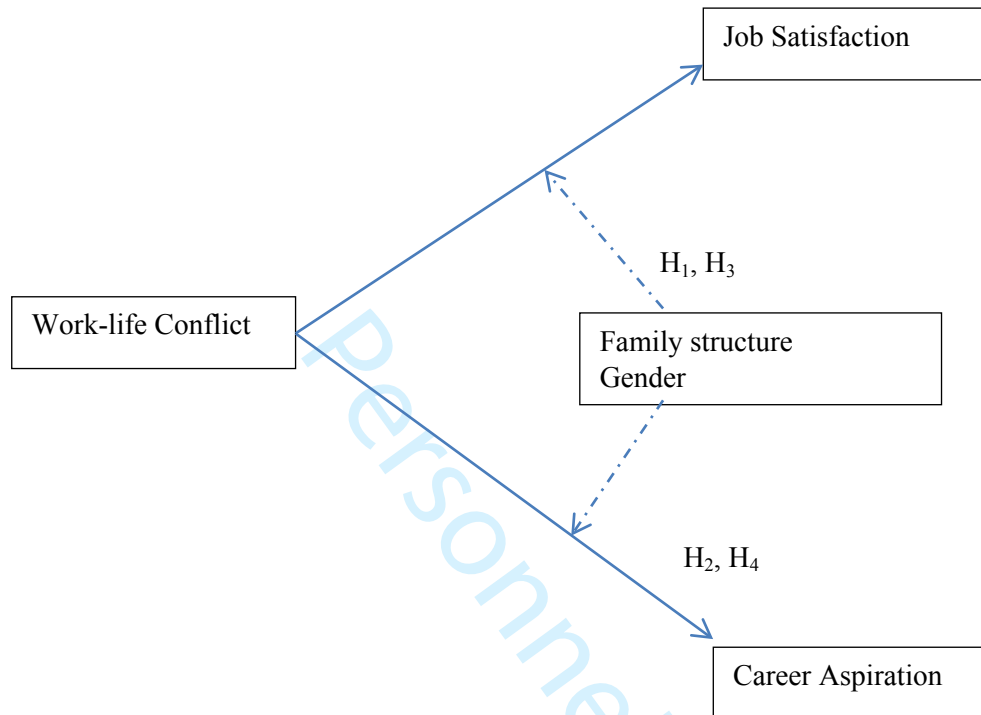 Job Satisfaction
H₁, H₃
Work-life Conflict
Family structure
Gender
H₂, H₄
Career Aspiration
Personne